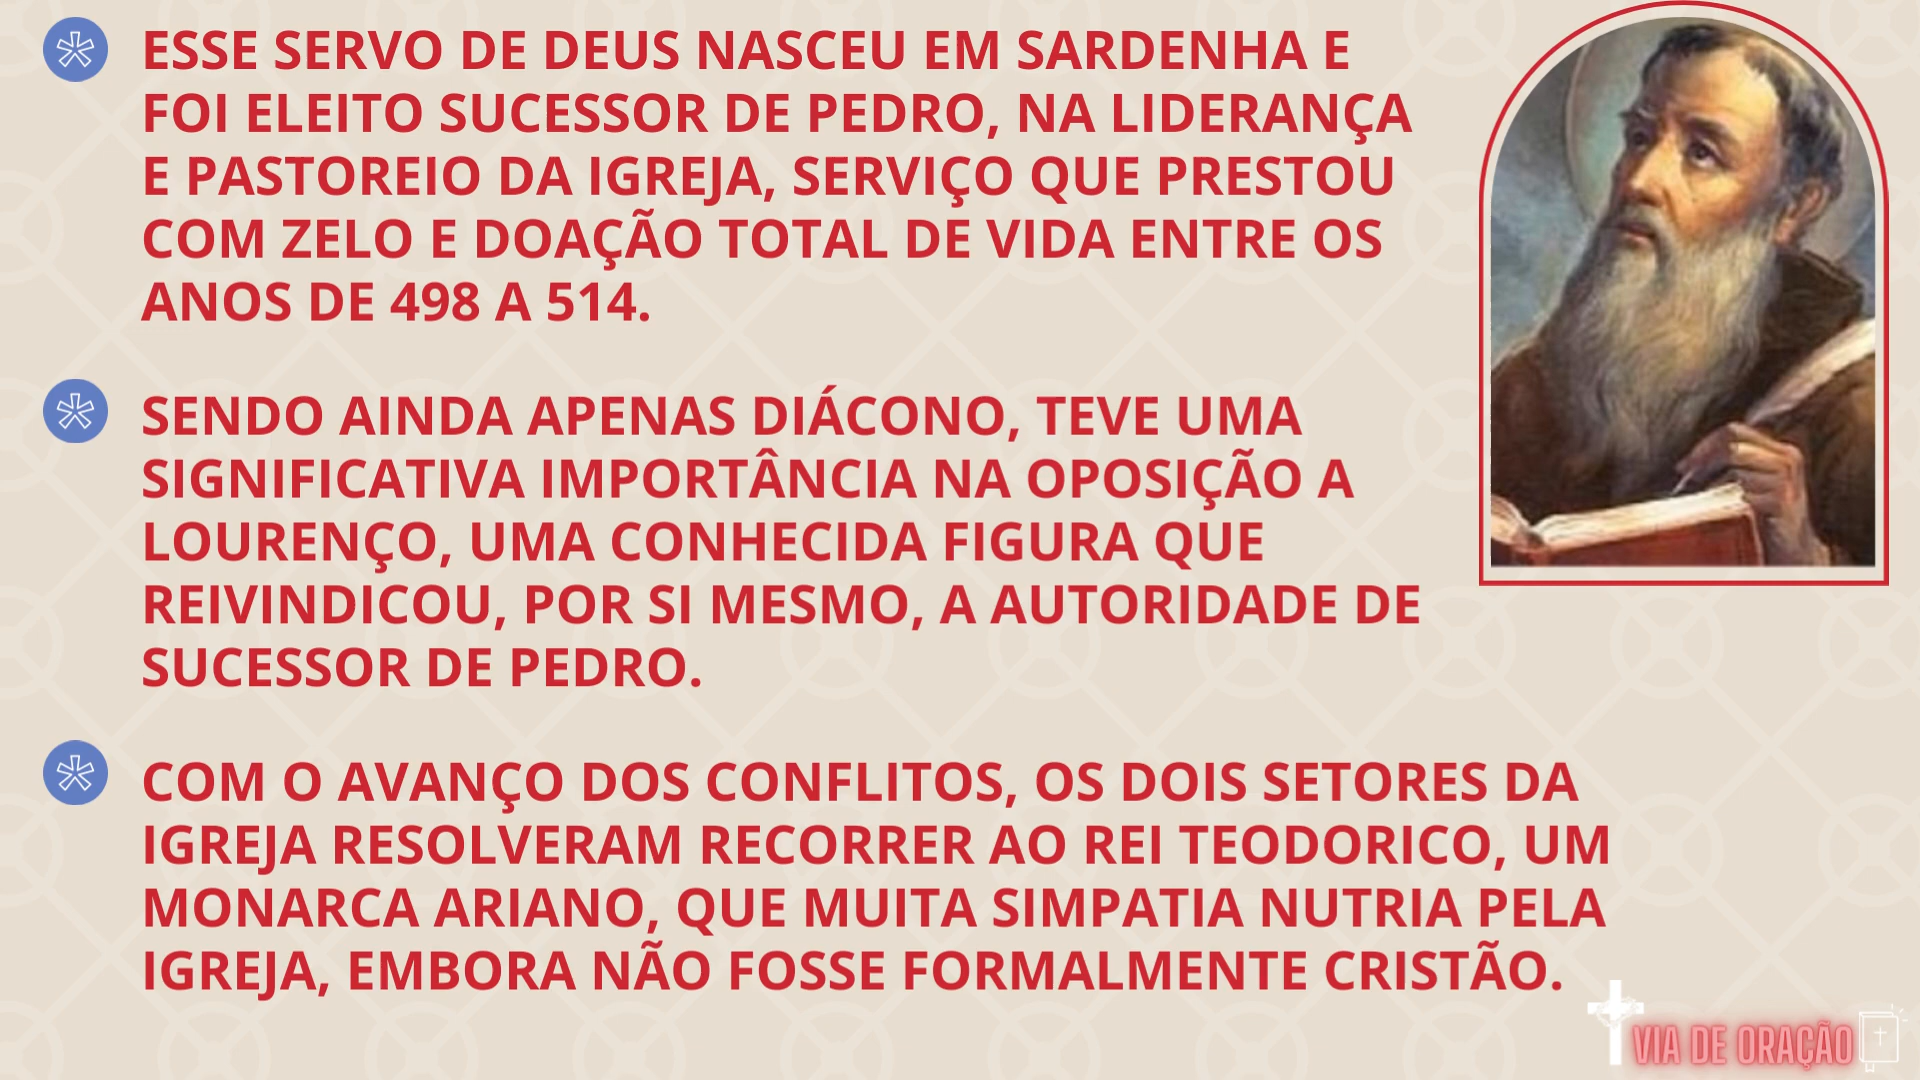 ESSE SERVO DE DEUS NASCEU EM SARDENHA E
FOI ELEITO SUCESSOR DE PEDRO, NA LIDERANÇA
E PASTOREIO DA IGREJA, SERVIÇO QUE PRESTOU
COM ZELO E DOAÇÃO TOTAL DE VIDA ENTRE OS
ANOS DE 498 A 514.
SENDO AINDA APENAS DIÁCONO, TEVE UMA
SIGNIFICATIVA IMPORTÂNCIA NA OPOSIÇÃO A
LOURENÇO, UMA CONHECIDA FIGURA QUE
REIVINDICOU, POR SI MESMO, A AUTORIDADE DE
SUCESSOR DE PEDRO.
COM O AVANÇO DOS CONFLITOS, OS DOIS SETORES DA
IGREJA RESOLVERAM RECORRER AO REI TEODORICO, UM
MONARCA ARIANO, QUE MUITA SIMPATIA NUTRIA PELA
IGREJA, EMBORA NÃO FOSSE FORMALMENTE CRISTÃO.
VIA DE ORAÇÃO